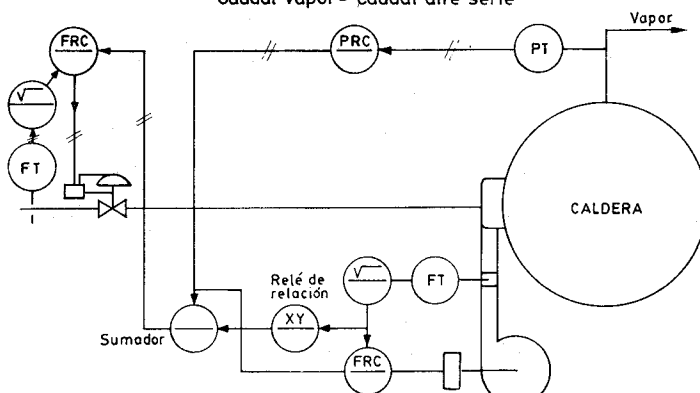 Caudal vapor - caudal aire serie
Vapor
FRC
PRC
PT
√
FT
CALDERA
Relé de
relación
√
FT
XY
Sumador
FRC